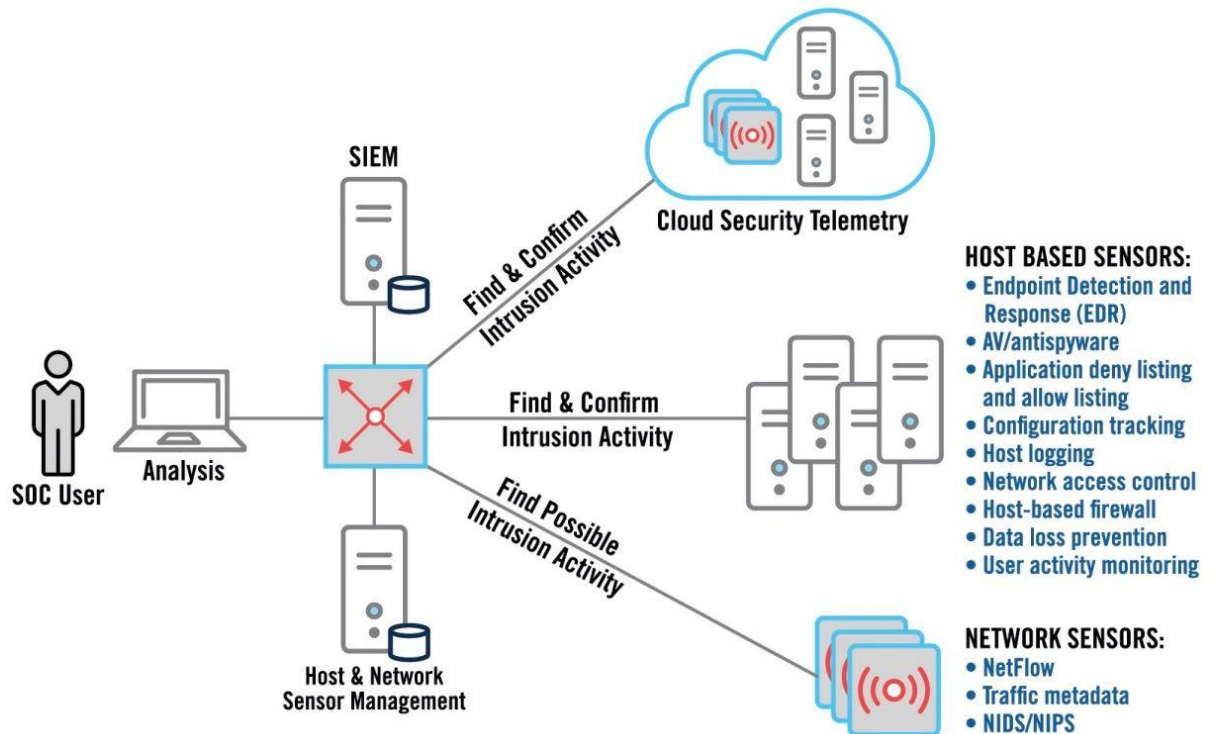 SIEM
Find & Confirm
Intrusion Activity
Cloud Security Telemetry
SOC User
Analysis
Find & Confirm
Intrusion Activity
Find Possible
Intrusion Activity
Host & Network
Sensor Management
HOST BASED SENSORS:
• Endpoint Detection and
Response (EDR)
• AV/antispyware
• Application deny listing
and allow listing
• Configuration tracking
• Host logging
• Network access control
• Host-based firewall
• Data loss prevention
• User activity monitoring
NETWORK SENSORS:
• NetFlow
• Traffic metadata
• NIDS/NIPS